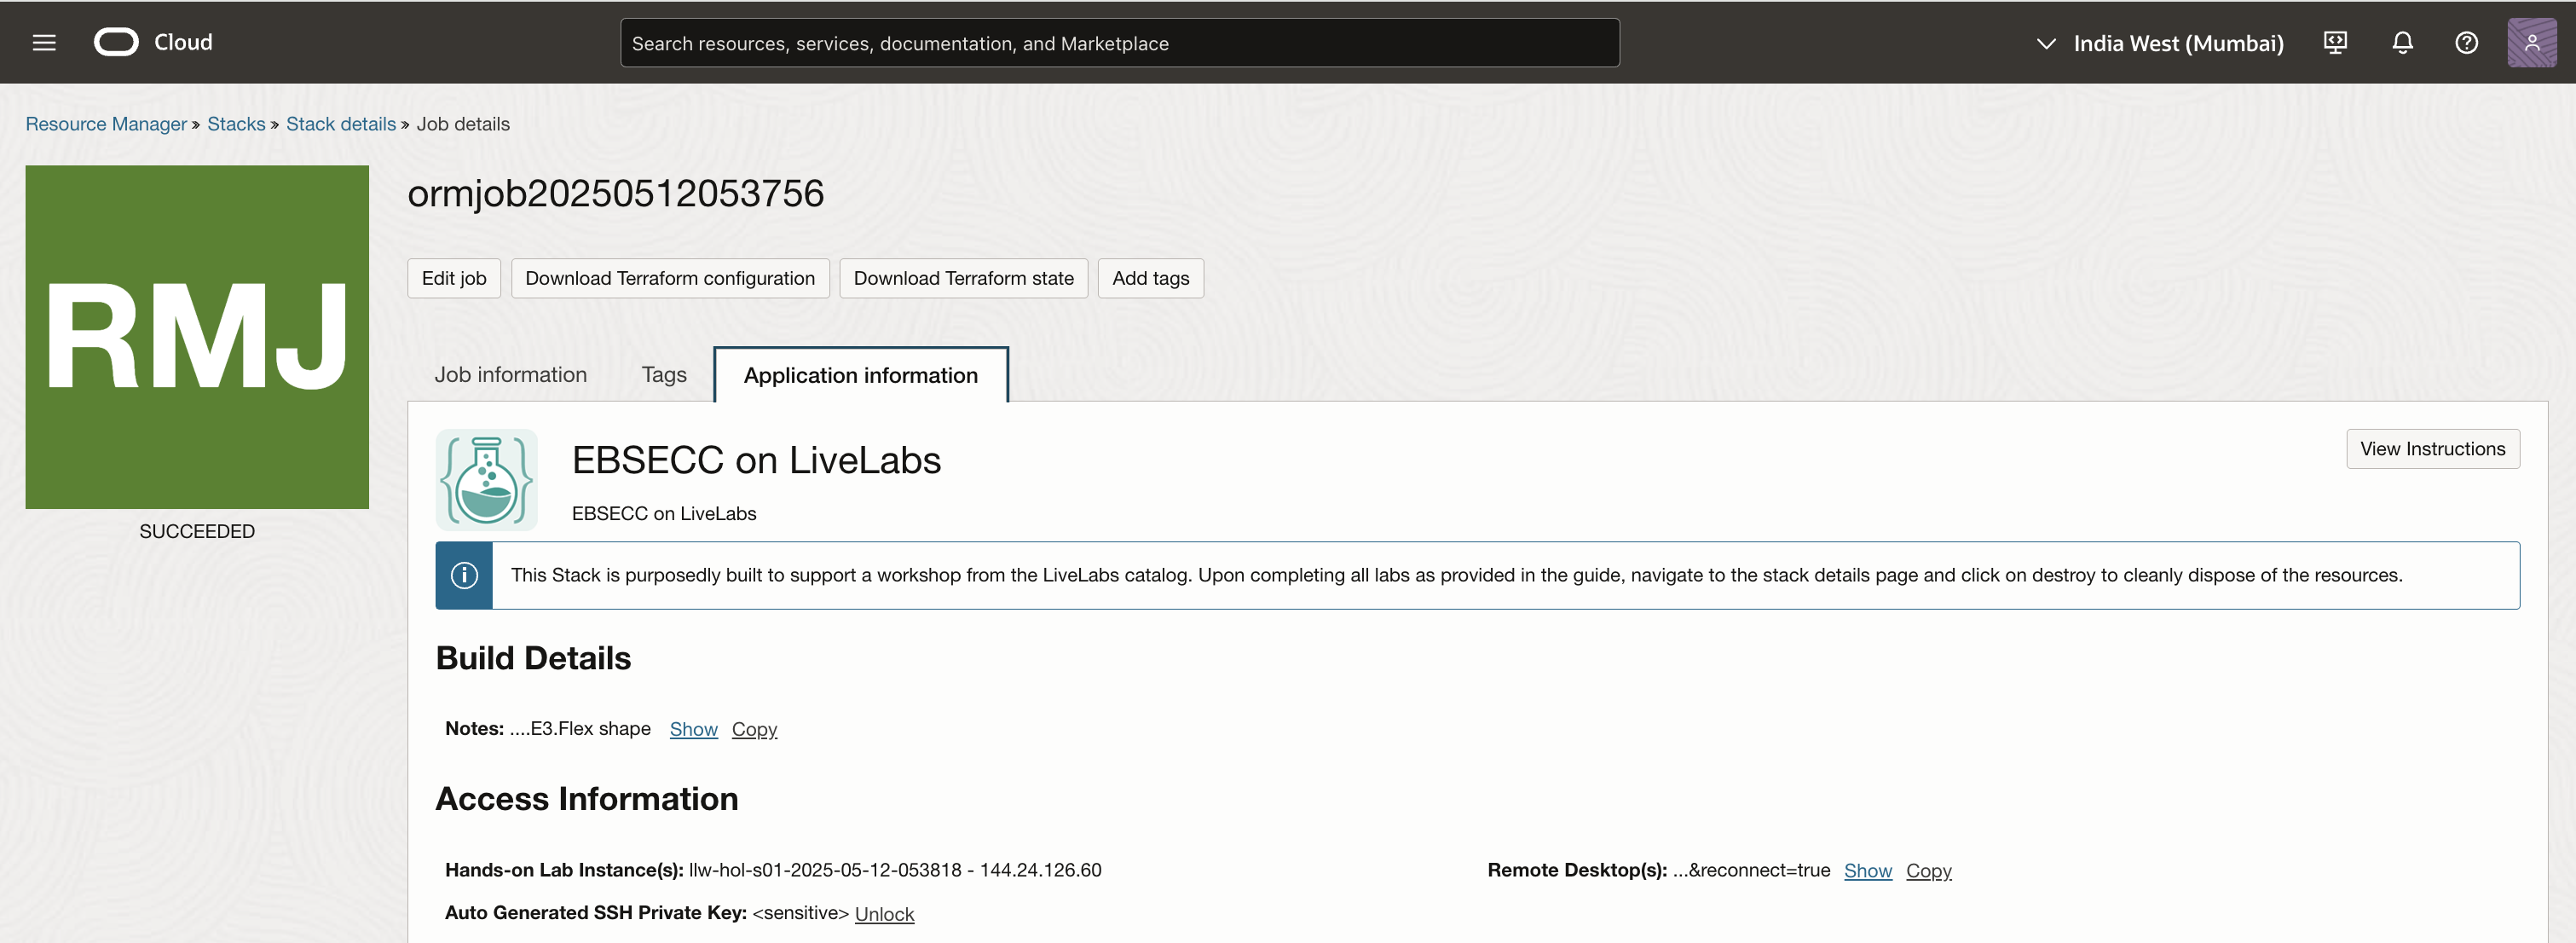 Cloud
Search resources, services, documentation, and Marketplace
India West (Mumbai)
Resource Manager » Stacks » Stack details » Job details
RMJ
SUCCEEDED
ormjob20250512053756
Edit job
Download Terraform configuration
Download Terraform state
Add tags
Job information
Tags
Application information
EBSECC on LiveLabs
View Instructions
EBSECC on LiveLabs
This Stack is purposedly built to support a workshop from the LiveLabs catalog. Upon completing all labs as provided in the guide, navigate to the stack details page and click on destroy to cleanly dispose of the resources.
Build Details
Notes: ....E3.Flex shape Show Copy
Access Information
Hands-on Lab Instance(s): llw-hol-s01-2025-05-12-053818 - 144.24.126.60
Remote Desktop(s): ...&reconnect=true Show Copy
Auto Generated SSH Private Key: <sensitive> Unlock